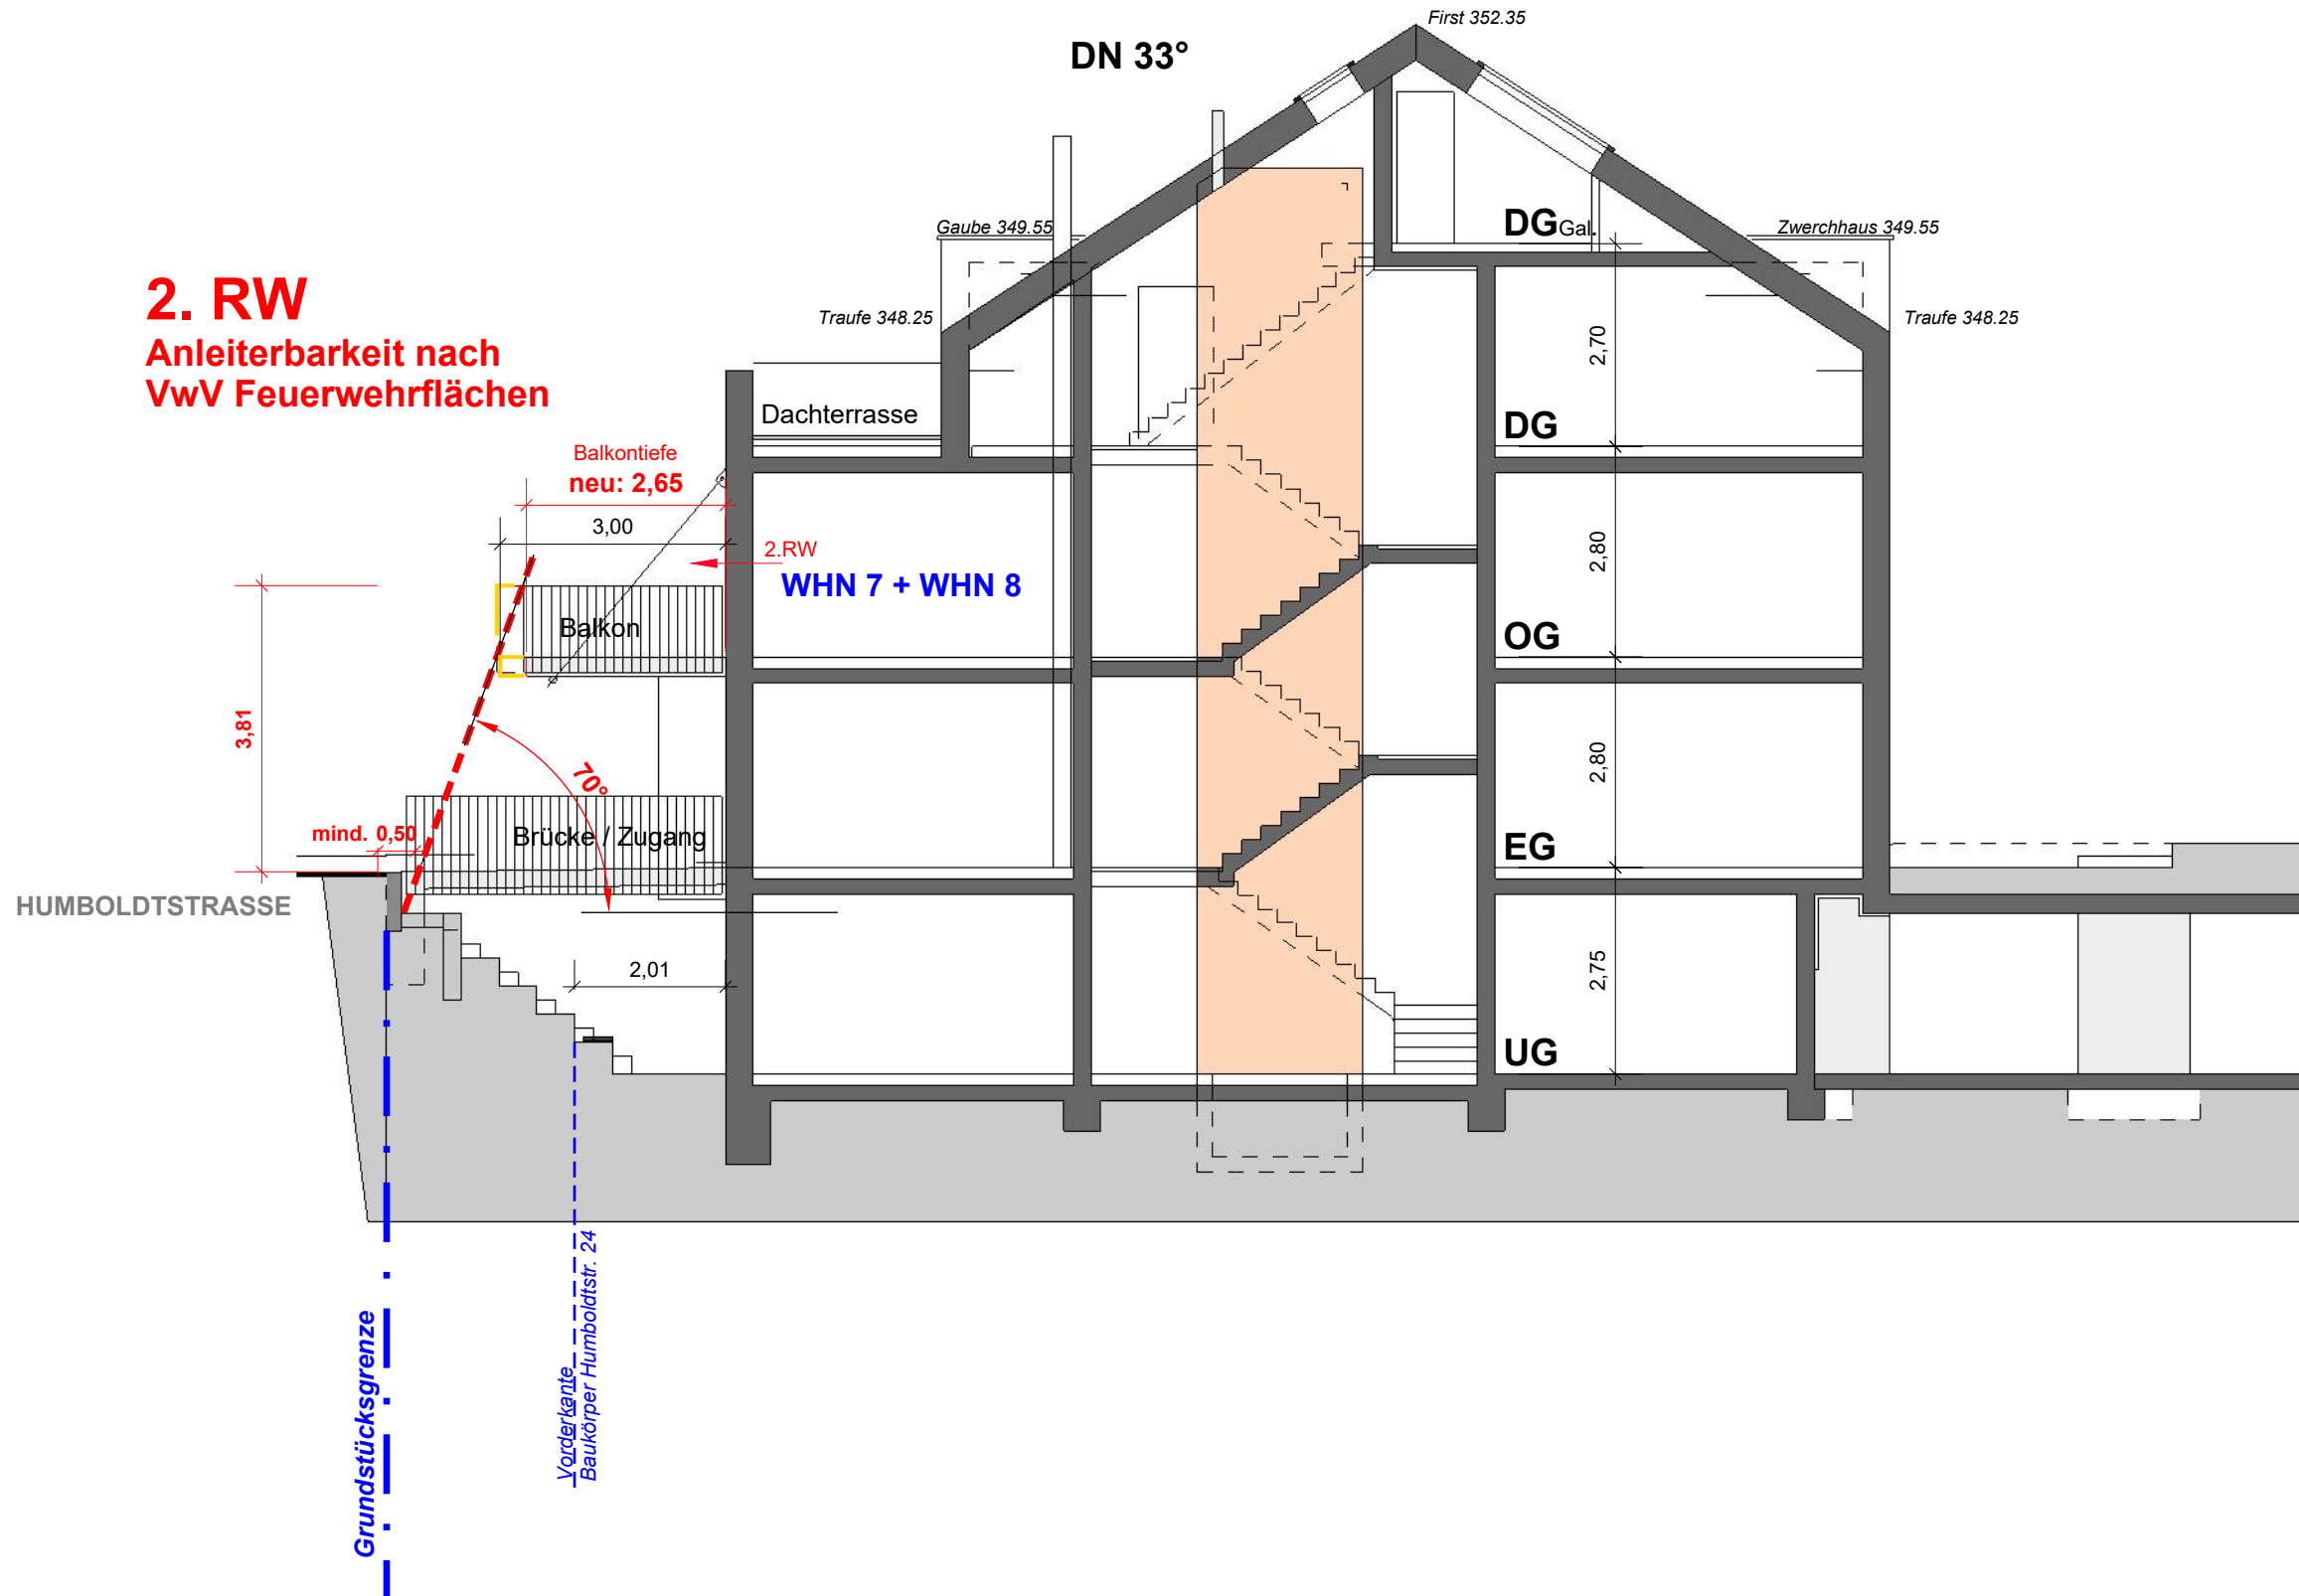 First 352.35
DN 33°
Gaube 349.55
DG Gal.
Zwerchhaus 349.55
2. RW
Anleiterbarkeit nach
VwV Feuerwehrflächen
Traufe 348.25
Traufe 348.25
2,70
Dachterrasse
DG
Balkontiefe
neu: 2,65
3,00
2.RW
WHN 7 + WHN 8
2,80
Balkon
OG
3,81
70°
2,80
mind. 0,50
Brücke / Zugang
EG
HUMBOLDTSTRASSE
2,01
2,75
UG
Vorderkante
Baukörper Humboldtstr. 24
Grundstücksgrenze